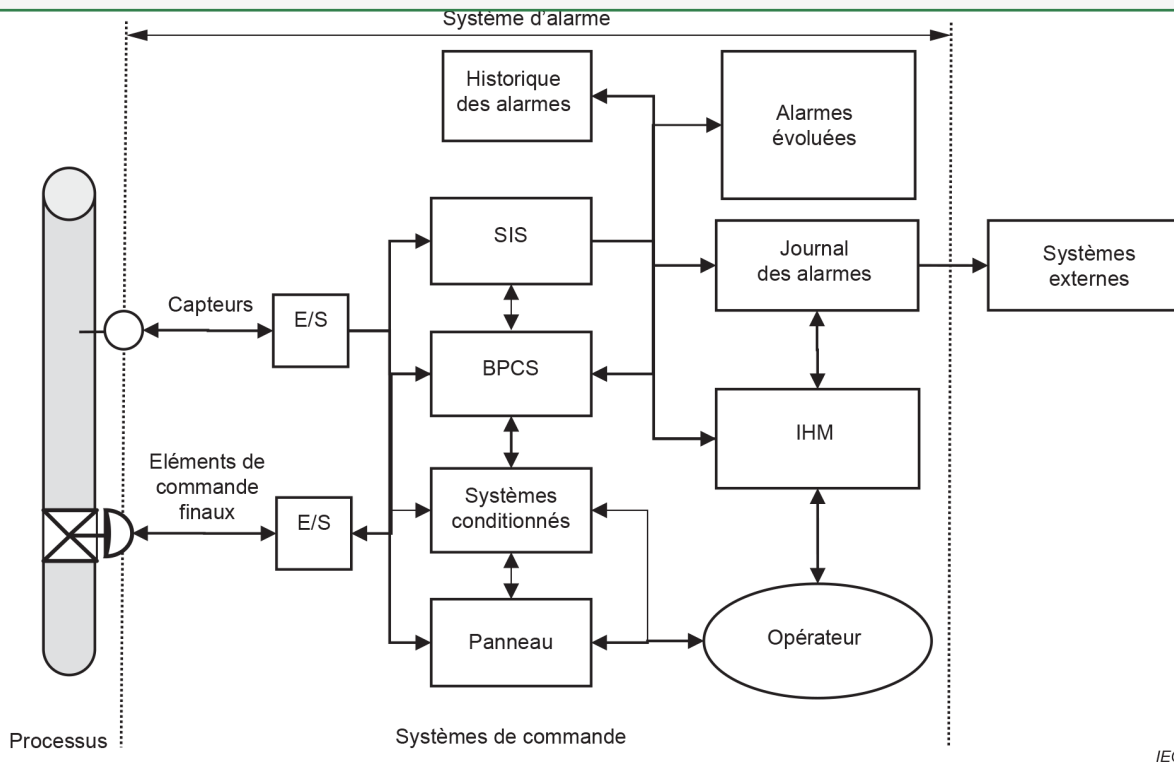 Système d'alarme
Historique
des alarmes
Alarmes
évoluées
SIS
Journal
des alarmes
Systèmes
externes
Capteurs
E/S
BPCS
IHM
Eléments de
commande
finaux
E/S
Systèmes
conditionnés
Panneau
Opérateur
Processus
Systèmes de commande
IEC